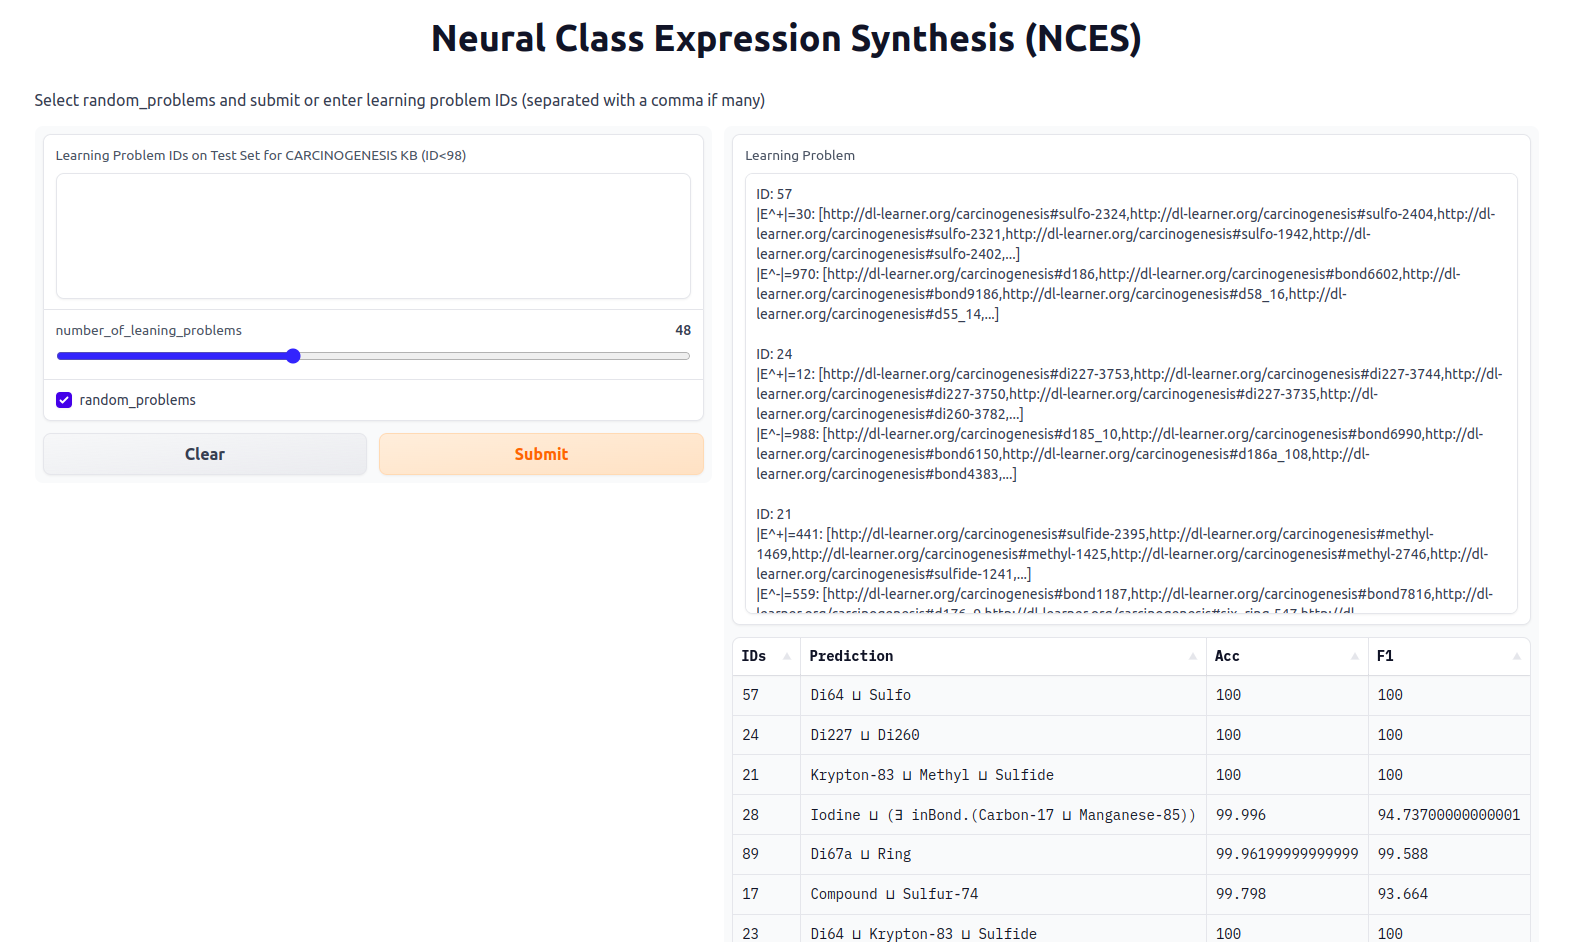 Neural Class Expression Synthesis (NCES)
Select random_problems and submit or enter learning problem IDs (separated with a comma if many)
Learning Problem IDs on Test Set for CARCINOGENESIS KB (ID<98)
number_of_leaning_problems 48
random_problems
Clear Submit
Learning Problem
ID: 57
|E^+|=30: [http://dl-learner.org/carcinogenesis#sulfo-2324,http://dl-learner.org/carcinogenesis#sulfo-2404,http://dl-
learner.org/carcinogenesis#sulfo-2321,http://dl-learner.org/carcinogenesis#sulfo-1942,http://dl-
learner.org/carcinogenesis#sulfo-2402,...]
|E^-|=970: [http://dl-learner.org/carcinogenesis#d186,http://dl-learner.org/carcinogenesis#bond6602,http://dl-
learner.org/carcinogenesis#bond9186,http://dl-learner.org/carcinogenesis#d58_16,http://dl-
learner.org/carcinogenesis#d55_14,...]
ID: 24
|E^+|=12: [http://dl-learner.org/carcinogenesis#di227-3753,http://dl-learner.org/carcinogenesis#di227-3744,http://dl-
learner.org/carcinogenesis#di227-3750,http://dl-learner.org/carcinogenesis#di227-3735,http://dl-
learner.org/carcinogenesis#di260-3782,...]
|E^-|=988: [http://dl-learner.org/carcinogenesis#d185_10,http://dl-learner.org/carcinogenesis#bond6990,http://dl-
learner.org/carcinogenesis#bond6150,http://dl-learner.org/carcinogenesis#d186a_108,http://dl-
learner.org/carcinogenesis#bond4383,...]
ID: 21
|E^+|=441: [http://dl-learner.org/carcinogenesis#sulfide-2395,http://dl-learner.org/carcinogenesis#methyl-
1469,http://dl-learner.org/carcinogenesis#methyl-1425,http://dl-learner.org/carcinogenesis#methyl-2746,http://dl-
learner.org/carcinogenesis#sulfide-1241,...]
|E^-|=559: [http://dl-learner.org/carcinogenesis#bond1187,http://dl-learner.org/carcinogenesis#bond7816,http://dl-
IDs Prediction Acc F1
57 Di64 ⊔ Sulfo 100 100
24 Di227 ⊔ Di260 100 100
21 Krypton-83 ⊔ Methyl ⊔ Sulfide 100 100
28 Iodine ⊔ (∃ inBond.(Carbon-17 ⊔ Manganese-85)) 99.996 94.73700000000001
89 Di67a ⊔ Ring 99.96199999999999 99.588
17 Compound ⊔ Sulfur-74 99.798 93.664
23 Di64 ⊔ Krypton-83 ⊔ Sulfide 100 100